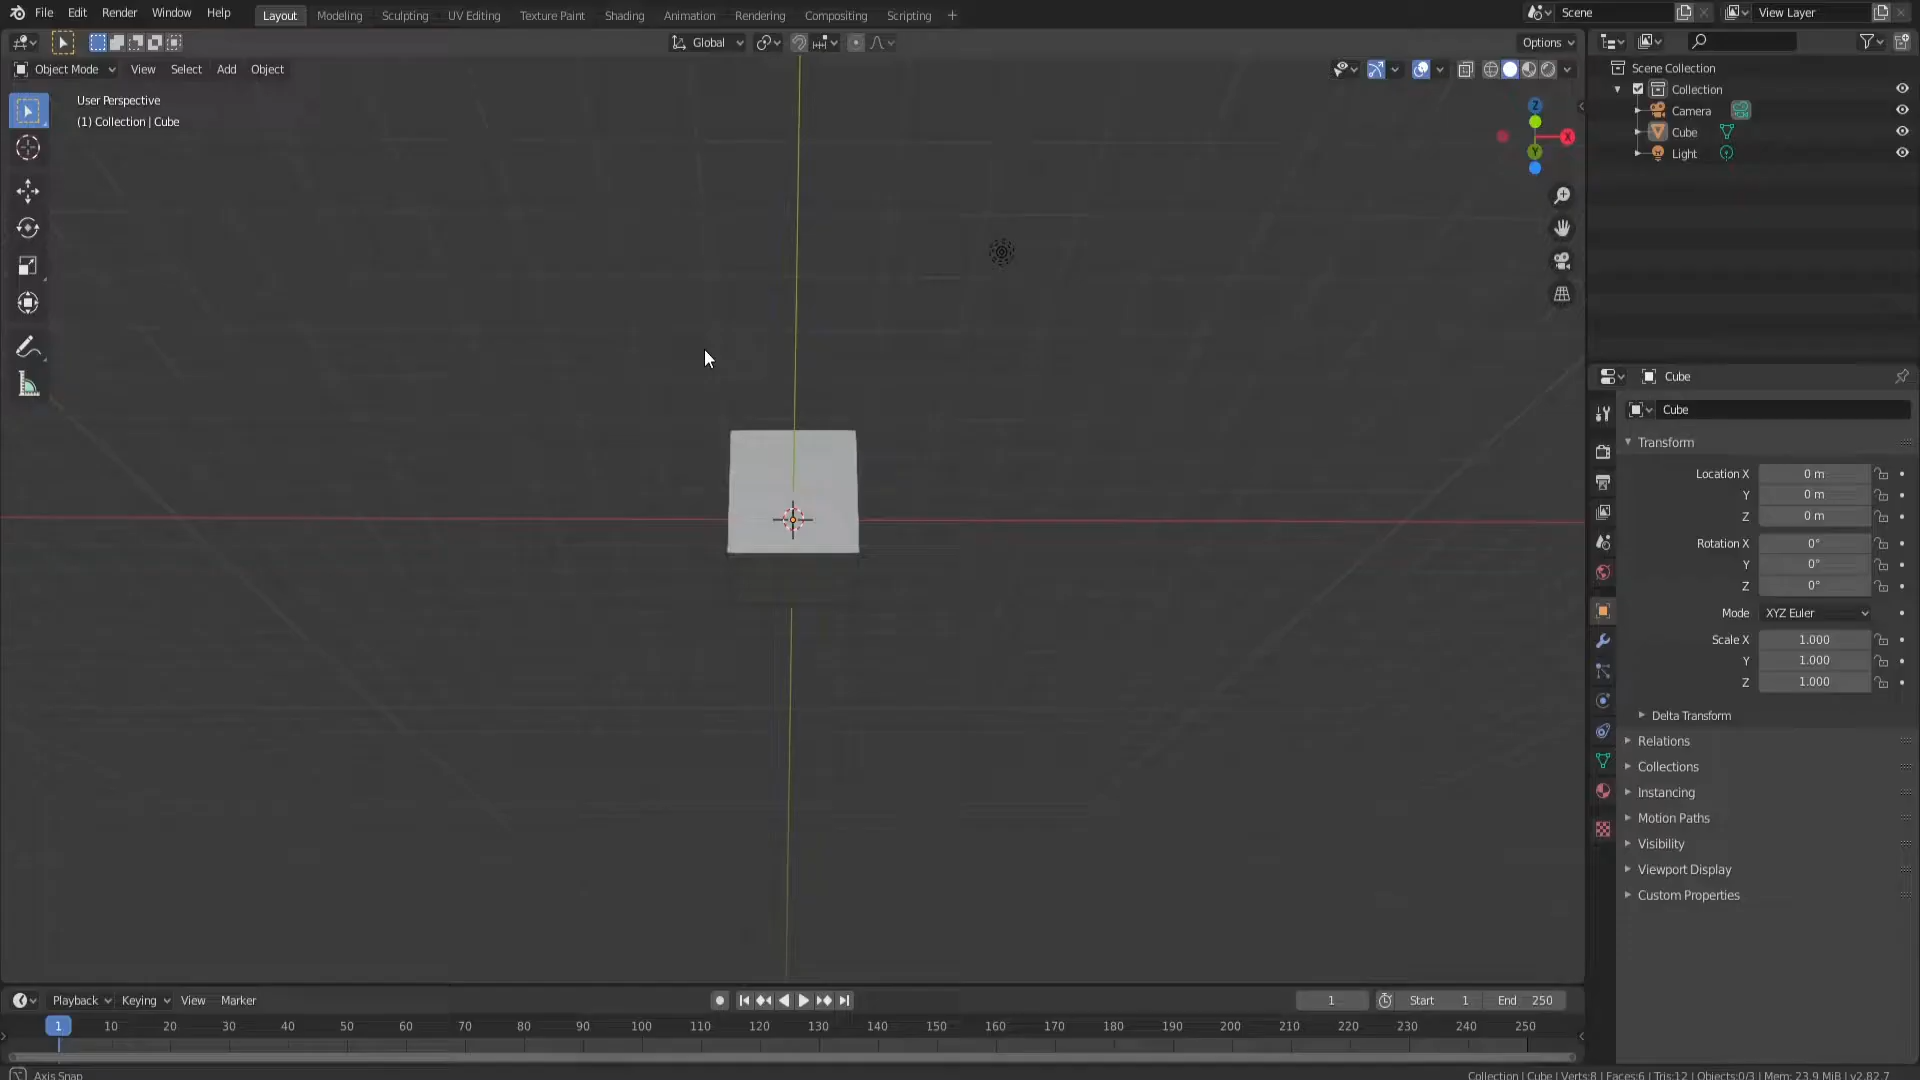 File Edit Render Window Help Layout Modeling Sculpting UV Editing Texture Paint Shading Animation Rendering Compositing Scripting + Scene View Layer
Global Options
Object Mode View Select Add Object
User Perspective
(1) Collection | Cube
Z
X
Y
Scene Collection
Collection
Camera
Cube
Light
Cube
Cube
Transform
Location X 0 m
Y 0 m
Z 0 m
Rotation X 0°
Y 0°
Z 0°
Mode XYZ Euler
Scale X 1.000
Y 1.000
Z 1.000
Delta Transform
Relations
Collections
Instancing
Motion Paths
Visibility
Viewport Display
Custom Properties
Playback Keying View Marker 1 Start 1 End 250
1 10 20 30 40 50 60 70 80 90 100 110 120 130 140 150 160 170 180 190 200 210 220 230 240 250
Axis Snap Collection | Cube | Verts:8 | Faces:6 | Tris:12 | Objects:0/3 | Mem: 23.9 MiB | v2.82.7